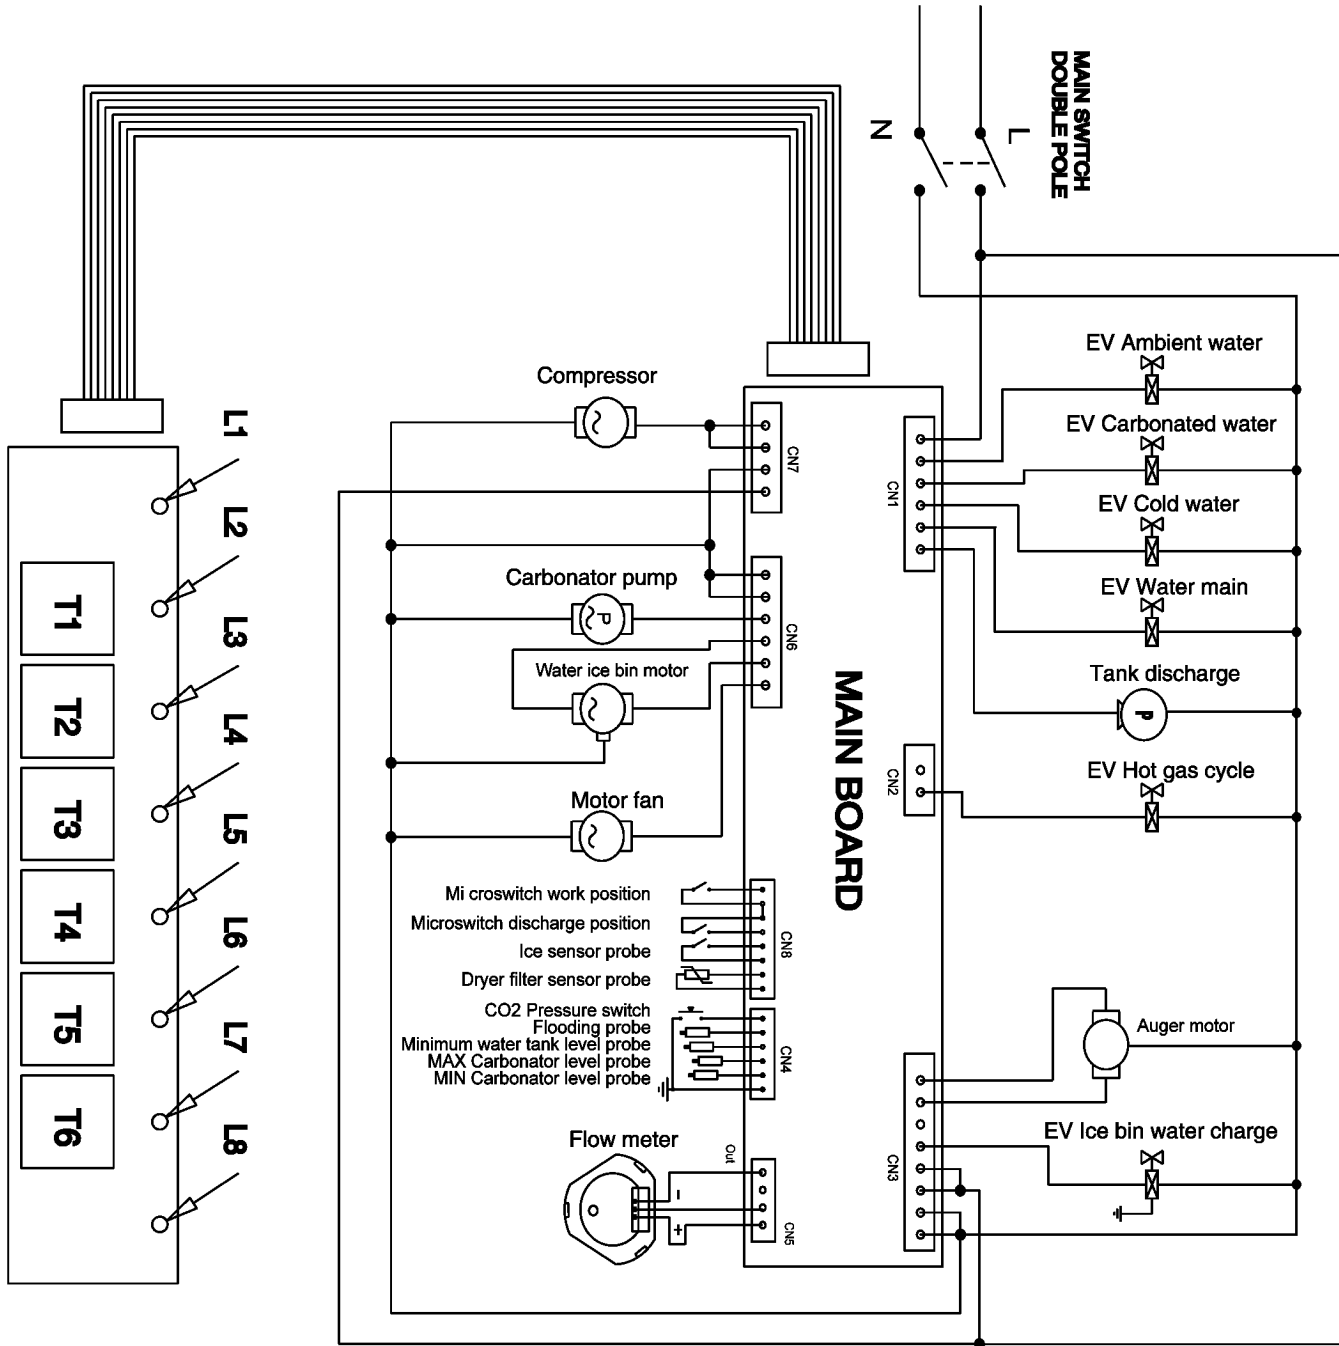 MAIN SWITCH
DOUBLE POLE
N
L
EV Ambient water
Compressor
EV Carbonated water
L1
CN7
CN1
EV Cold water
L2
Carbonator pump
P
EV Water main
T1
L3
CN6
Water ice bin motor
Tank discharge
P
T2
L4
MAIN BOARD
CN2
EV Hot gas cycle
Motor fan
T3
L5
Mi croswitch work position
Microswitch discharge position
Ice sensor probe
Dryer filter sensor probe
CN8
T4
L6
CO2 Pressure switch
Flooding probe
Minimum water tank level probe
MAX Carbonator level probe
MIN Carbonator level probe
CN4
Auger motor
T5
L7
T6
L8
Flow meter
Out
-
+
CN5
CN3
EV Ice bin water charge